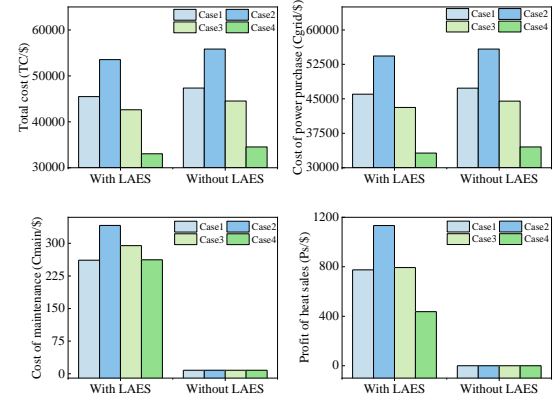 Total cost (TC/$)
60000
50000
40000
30000
Case1 Case2
Case3 Case4
With LAES Without LAES
Cost of power purchase (Cgrid/$)
60000
52500
45000
37500
30000
Case1 Case2
Case3 Case4
With LAES Without LAES
Cost of maintenance (Cmain/$)
300
225
150
75
0
Case1 Case2
Case3 Case4
With LAES Without LAES
Profit of heat sales (Ps/$)
1200
800
400
0
Case1 Case2
Case3 Case4
With LAES Without LAES